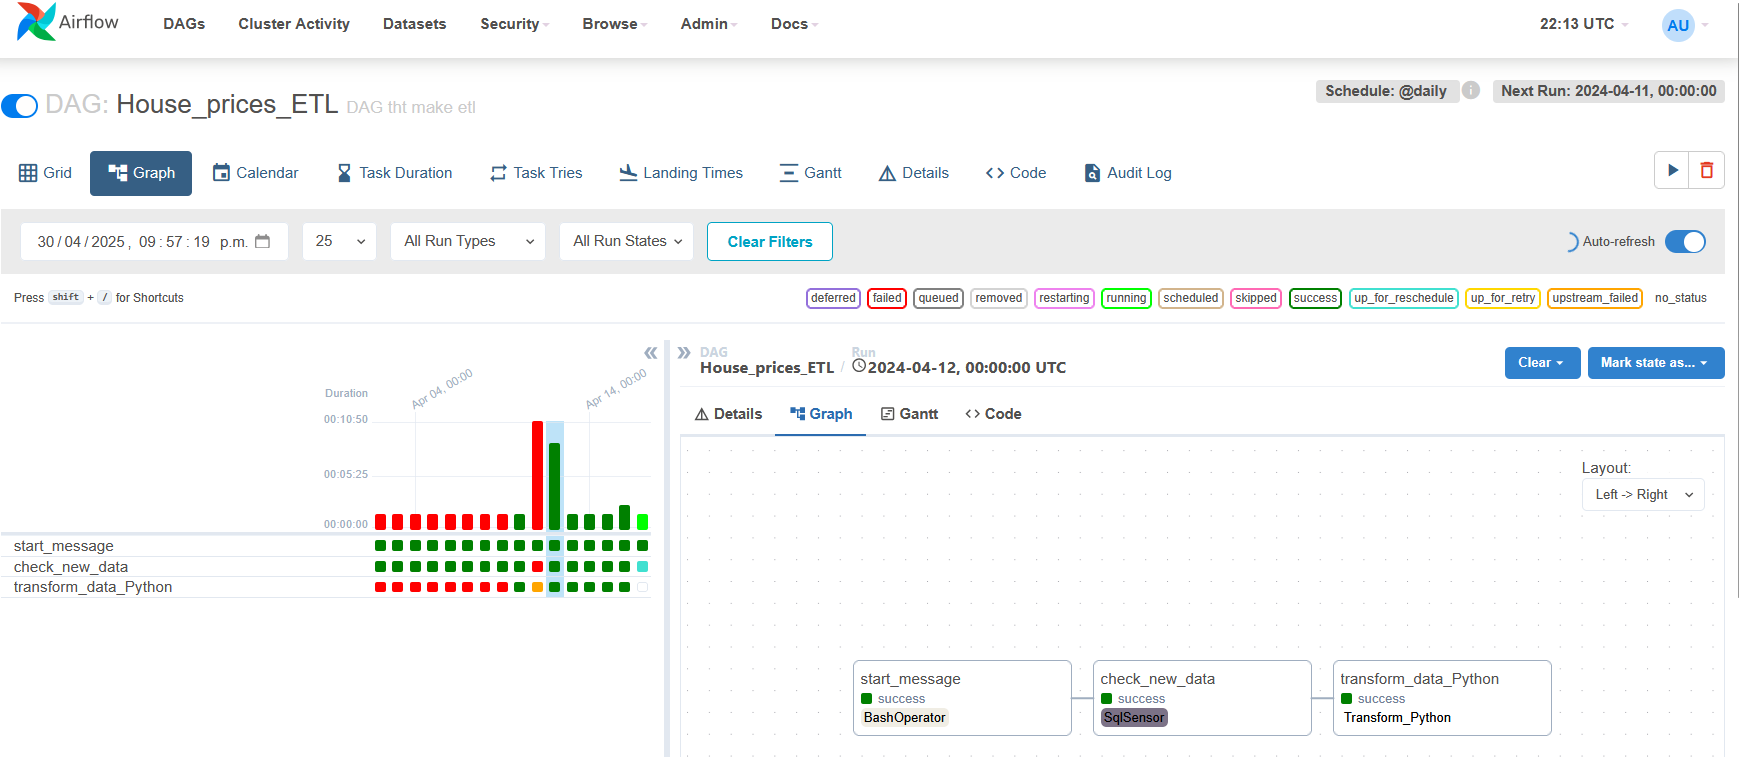 Airflow DAGs Cluster Activity Datasets Security Browse Admin Docs 22:13 UTC AU
DAG: House_prices_ETL DAG tht make etl
Schedule: @daily i Next Run: 2024-04-11, 00:00:00
Grid Graph Calendar Task Duration Task Tries Landing Times Gantt Details Code Audit Log
30/04/2025, 09:57:19 p.m. 25 All Run Types All Run States Clear Filters Auto-refresh
Press shift + / for Shortcuts
deferred failed queued removed restarting running scheduled skipped success up_for_reschedule up_for_retry upstream_failed no_status
Duration
Apr 04, 00:00
Apr 14, 00:00
00:10:50
00:05:25
00:00:00
start_message
check_new_data
transform_data_Python
DAG
House_prices_ETL /
Run
2024-04-12, 00:00:00 UTC
Clear
Mark state as...
Details Graph Gantt Code
Layout:
Left -> Right
start_message
success
BashOperator
check_new_data
success
SqlSensor
transform_data_Python
success
Transform_Python